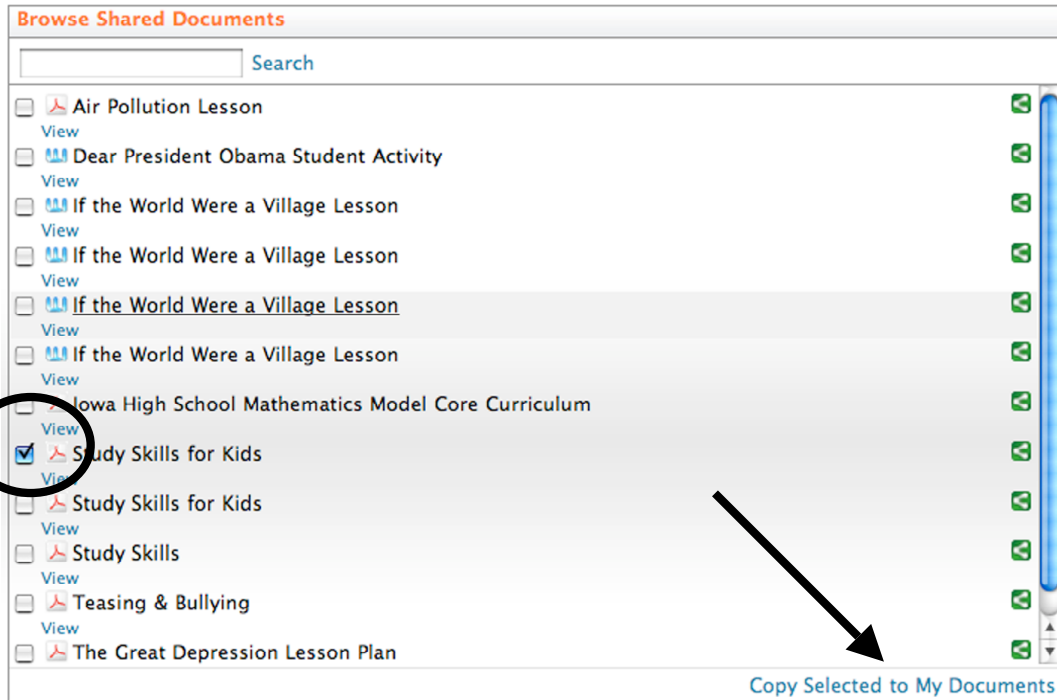 Browse Shared Documents
Search
Air Pollution Lesson
View
Dear President Obama Student Activity
View
If the World Were a Village Lesson
View
If the World Were a Village Lesson
View
If the World Were a Village Lesson
View
If the World Were a Village Lesson
View
Iowa High School Mathematics Model Core Curriculum
View
Study Skills for Kids
View
Study Skills for Kids
View
Study Skills
View
Teasing & Bullying
View
The Great Depression Lesson Plan
Copy Selected to My Documents